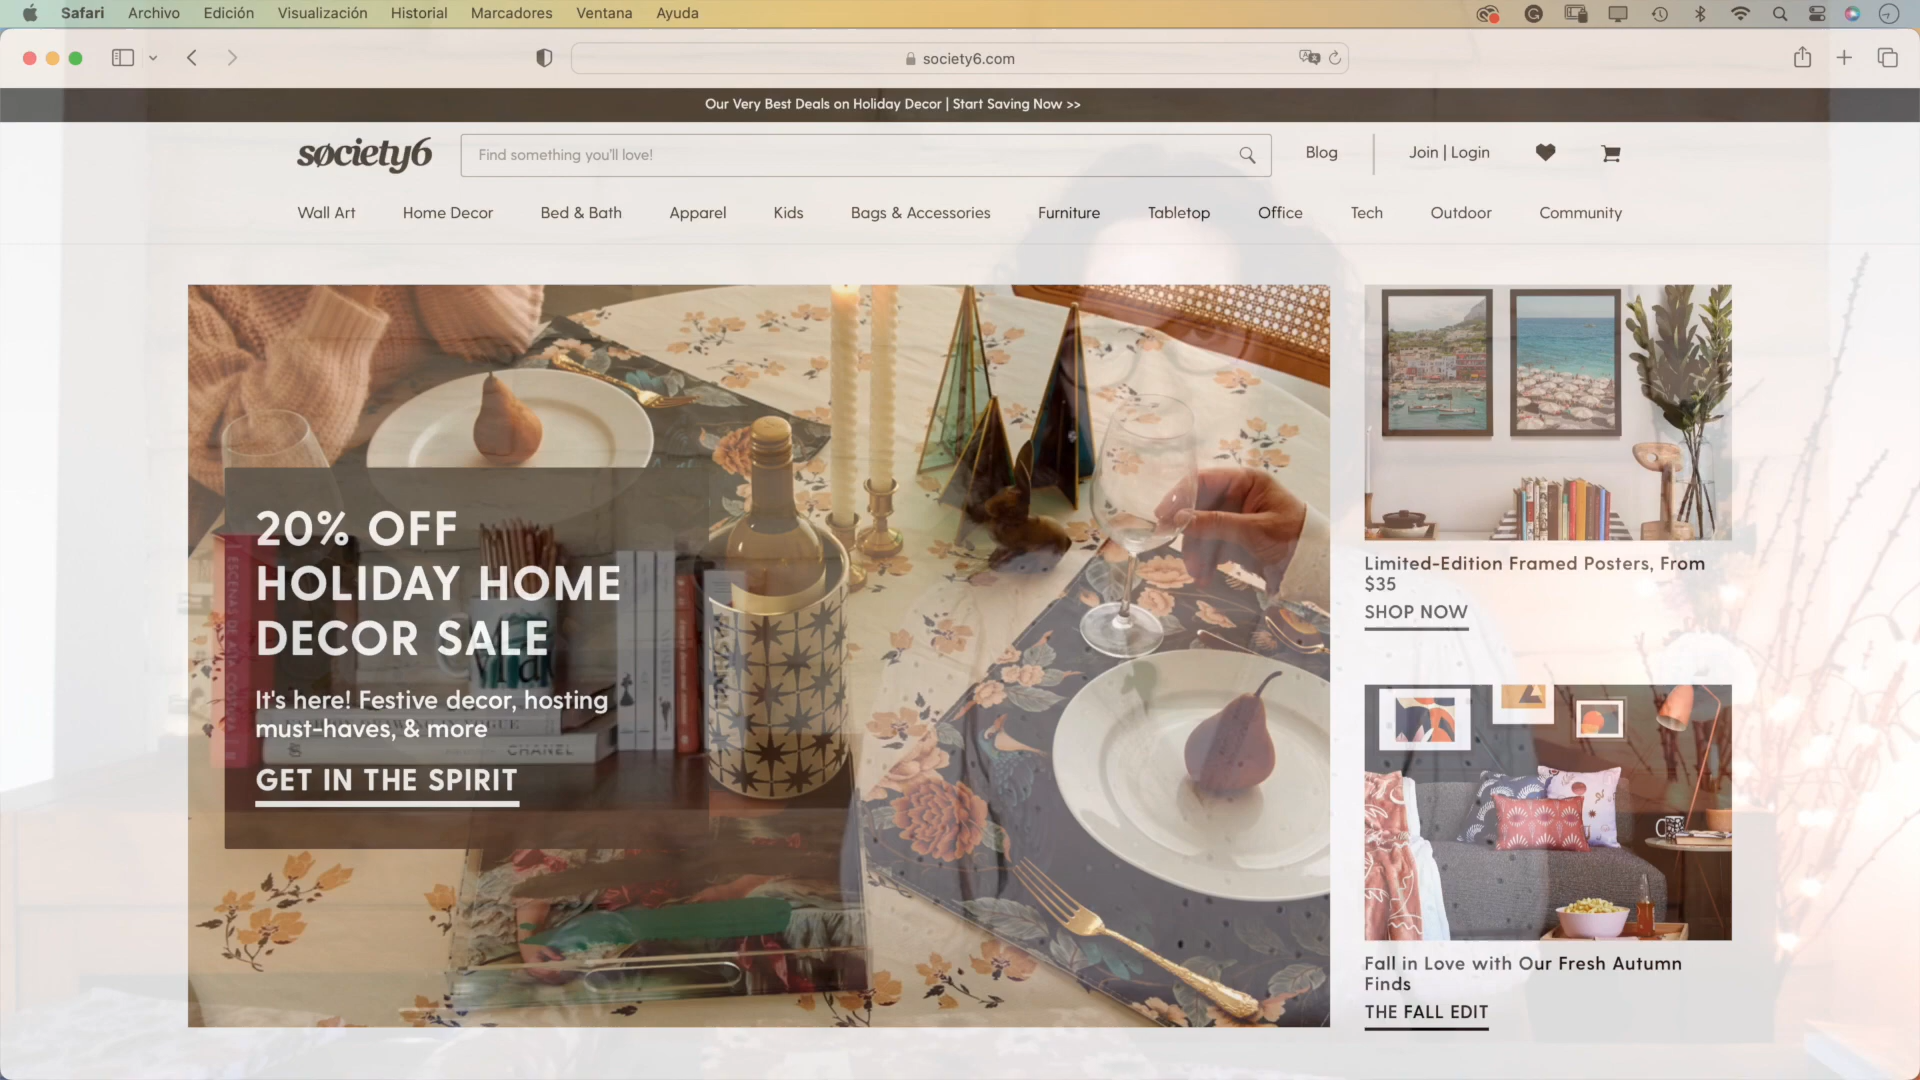 Safari Archivo Edición Visualización Historial Marcadores Ventana Ayuda
society6.com
Our Very Best Deals on Holiday Decor | Start Saving Now >>
society6
Find something you'll love!
Blog
Join | Login
Wall Art Home Decor Bed & Bath Apparel Kids Bags & Accessories Furniture Tabletop Office Tech Outdoor Community
20% OFF
HOLIDAY HOME
DECOR SALE
It's here! Festive decor, hosting
must-haves, & more
GET IN THE SPIRIT
CHANEL
Limited-Edition Framed Posters, From
$35
SHOP NOW
Fall in Love with Our Fresh Autumn
Finds
THE FALL EDIT